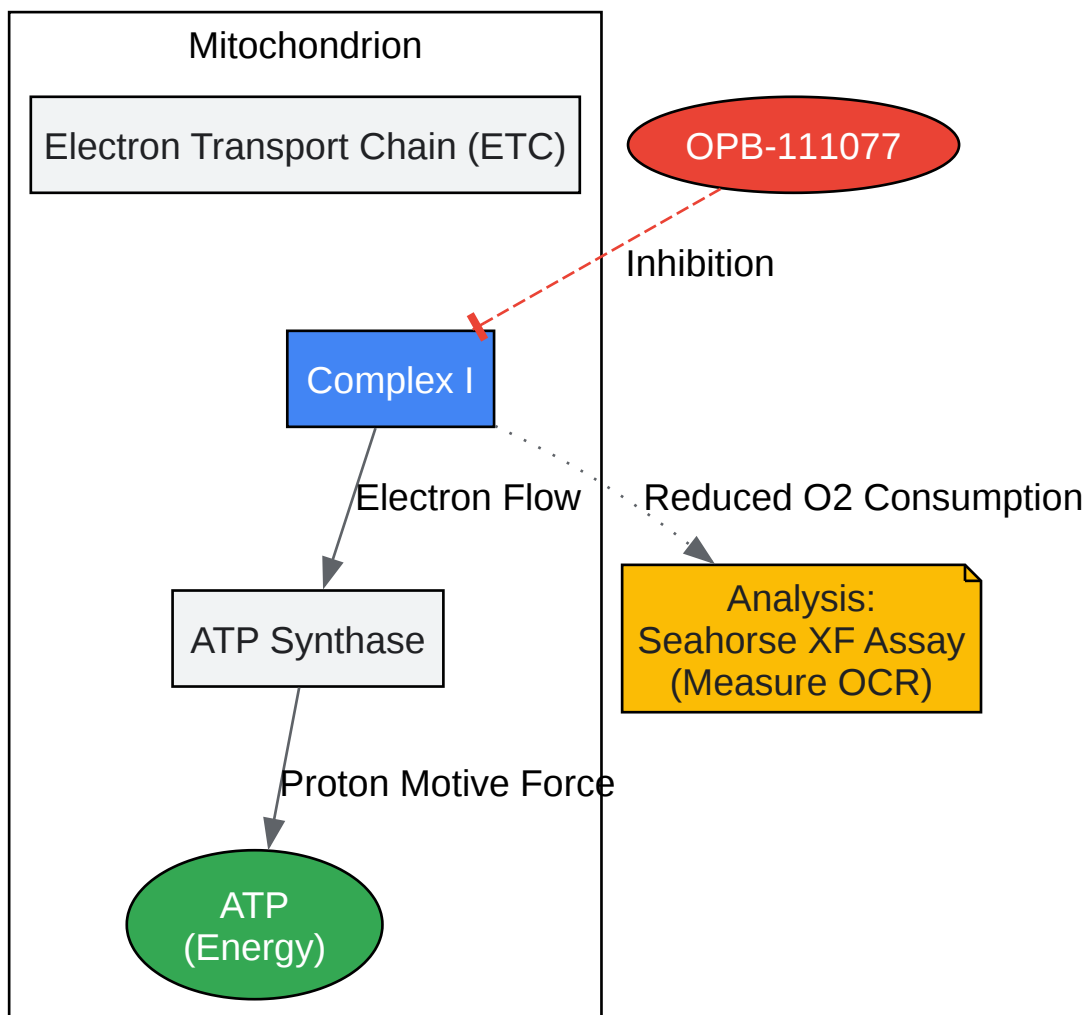 Mitochondrion
Electron Transport Chain (ETC)
OPB-111077
Inhibition
Complex I
Electron Flow
Reduced O2 Consumption
ATP Synthase
Analysis:
Seahorse XF Assay
(Measure OCR)
Proton Motive Force
ATP
(Energy)